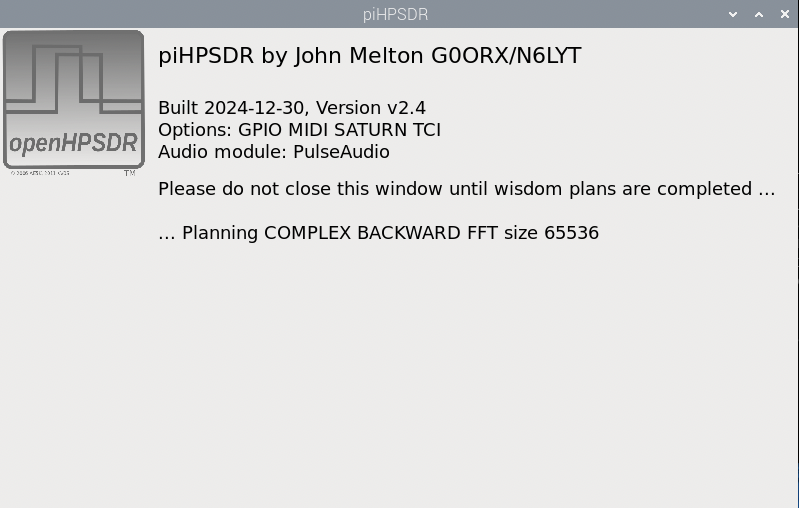 piHPSDR
piHPSDR by John Melton G0ORX/N6LYT
Built 2024-12-30, Version v2.4
Options: GPIO MIDI SATURN TCI
Audio module: PulseAudio
Please do not close this window until wisdom plans are completed ...
... Planning COMPLEX BACKWARD FFT size 65536
openHPSDR
TM